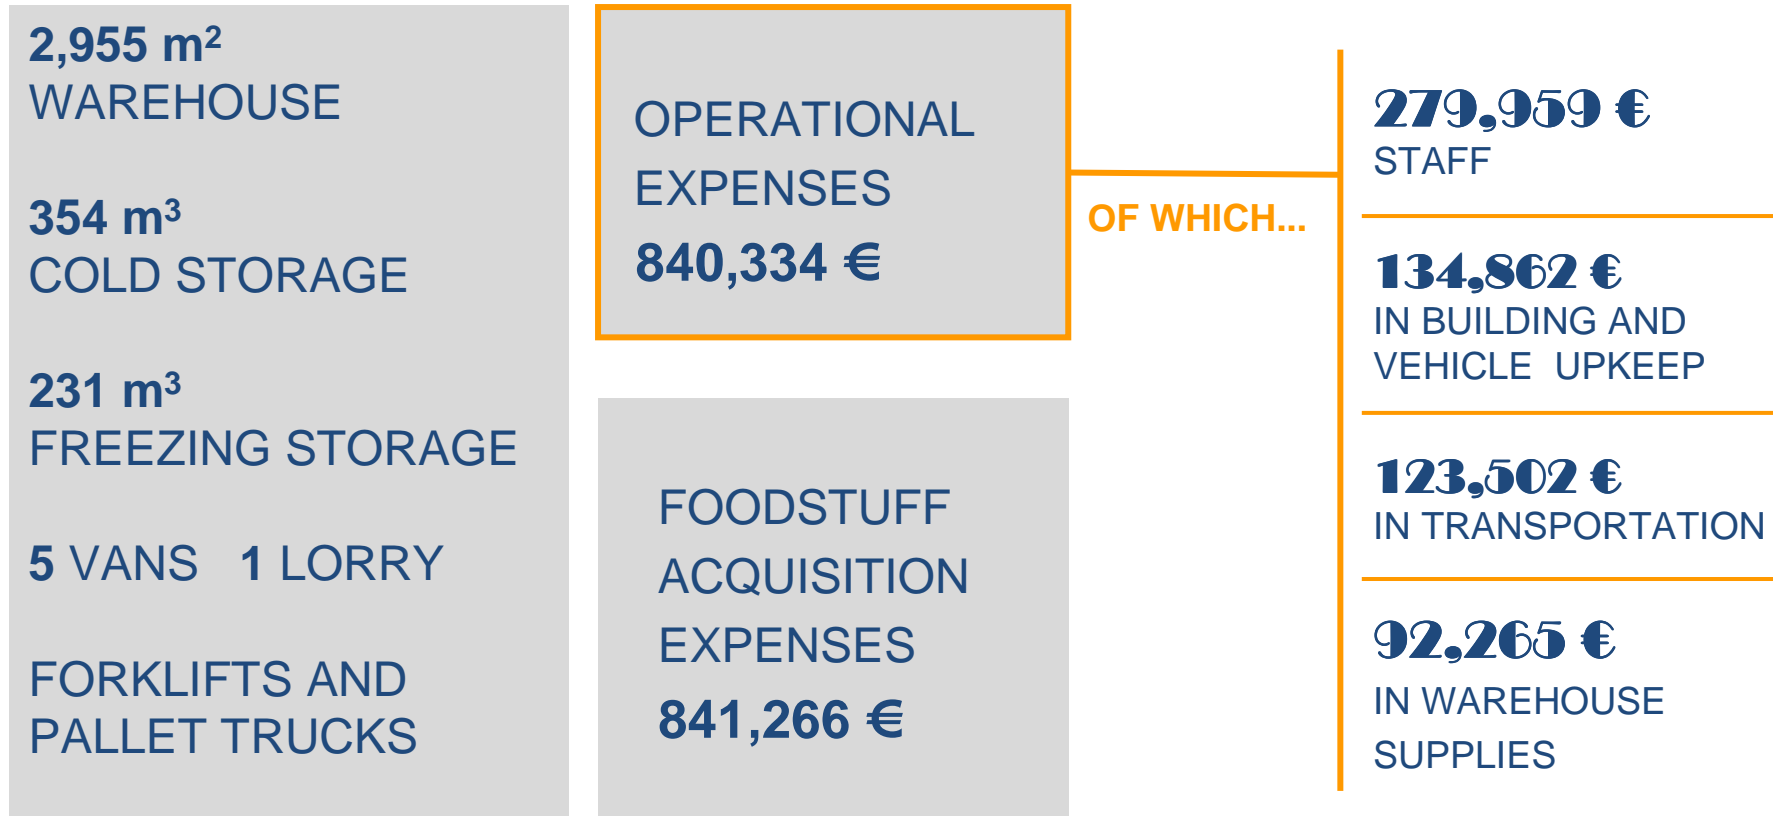 2,955 m²
WAREHOUSE
354 m³
COLD STORAGE
231 m³
FREEZING STORAGE
5 VANS 1 LORRY
FORKLIFTS AND
PALLET TRUCKS
OPERATIONAL
EXPENSES
840,334 €
FOODSTUFF
ACQUISITION
EXPENSES
841,266 €
OF WHICH...
279,959 €
STAFF
134,862 €
IN BUILDING AND
VEHICLE UPKEEP
123,502 €
IN TRANSPORTATION
92,265 €
IN WAREHOUSE
SUPPLIES